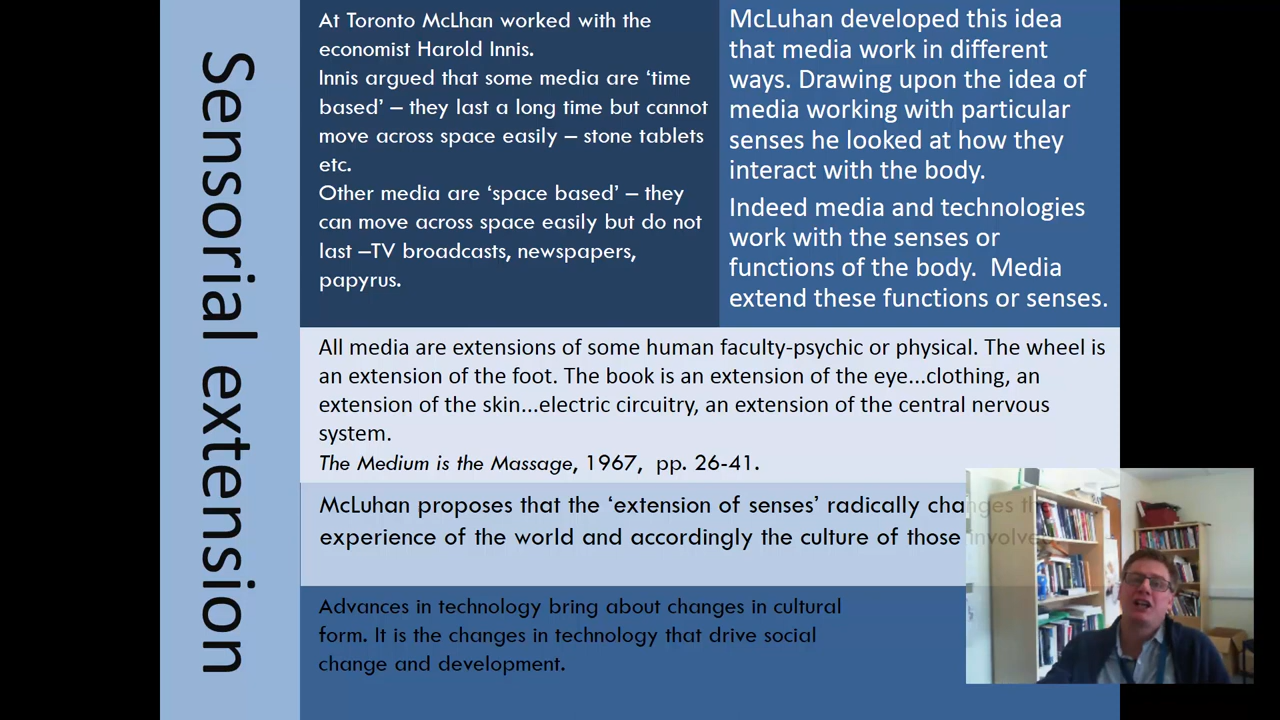 Sensorial extension
At Toronto McLhan worked with the
economist Harold Innis.
Innis argued that some media are ‘time
based’ – they last a long time but cannot
move across space easily – stone tablets
etc.
Other media are ‘space based’ – they
can move across space easily but do not
last –TV broadcasts, newspapers,
papyrus.
McLuhan developed this idea
that media work in different
ways. Drawing upon the idea of
media working with particular
senses he looked at how they
interact with the body.
Indeed media and technologies
work with the senses or
functions of the body. Media
extend these functions or senses.
All media are extensions of some human faculty-psychic or physical. The wheel is
an extension of the foot. The book is an extension of the eye...clothing, an
extension of the skin...electric circuitry, an extension of the central nervous
system.
The Medium is the Massage, 1967, pp. 26-41.
McLuhan proposes that the ‘extension of senses’ radically changes
experience of the world and accordingly the culture of those involved
Advances in technology bring about changes in cultural
form. It is the changes in technology that drive social
change and development.